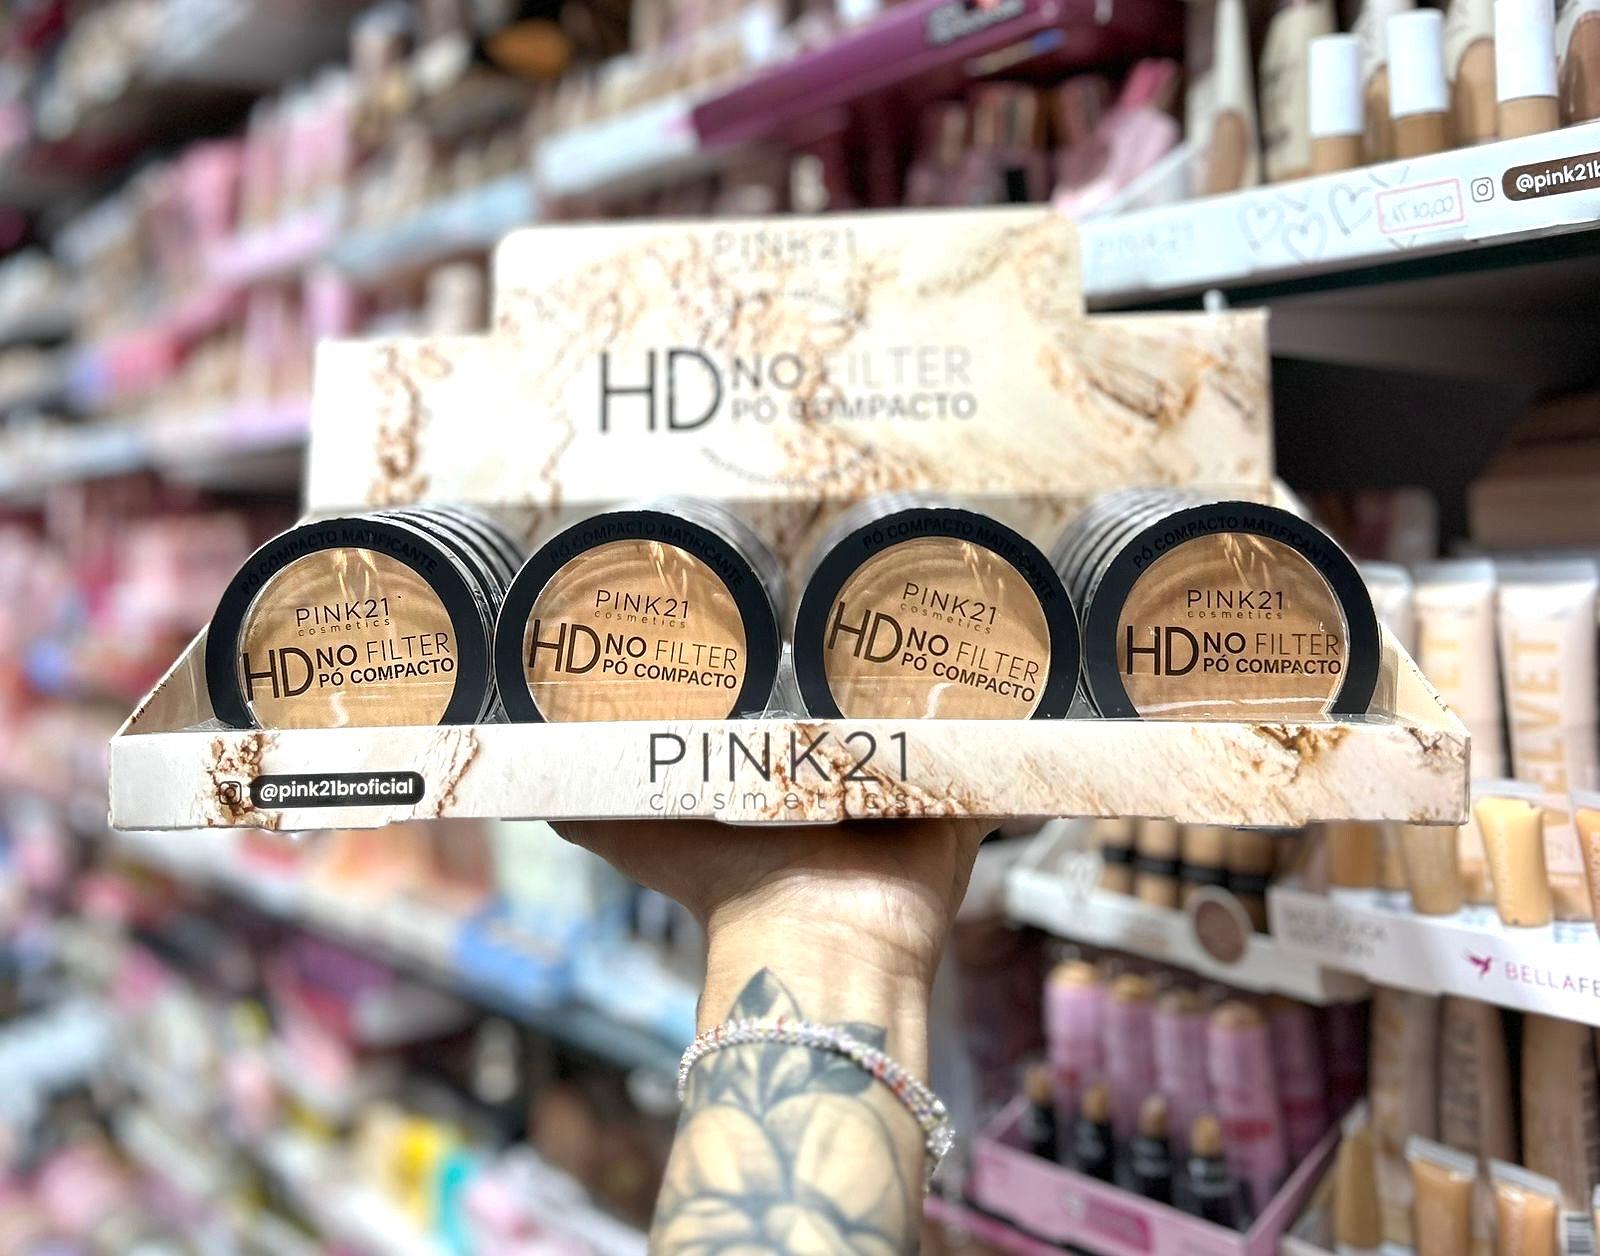 @pink21b
PINK21
HD NO FILTER
PÓ COMPACTO
PÓ COMPACTO MATIFICANTE
PINK21
cosmetics
HD NO FILTER
PÓ COMPACTO
PÓ COMPACTO MATIFICANTE
PINK21
cosmetics
HD NO FILTER
PÓ COMPACTO
PÓ COMPACTO MATIFICANTE
PINK21
cosmetics
HD NO FILTER
PÓ COMPACTO
PÓ COMPACTO MATIFICANTE
PINK21
cosmetics
HD NO FILTER
PÓ COMPACTO
@pink21broficial
PINK21
cosmetics
VELVET
BELLAFE